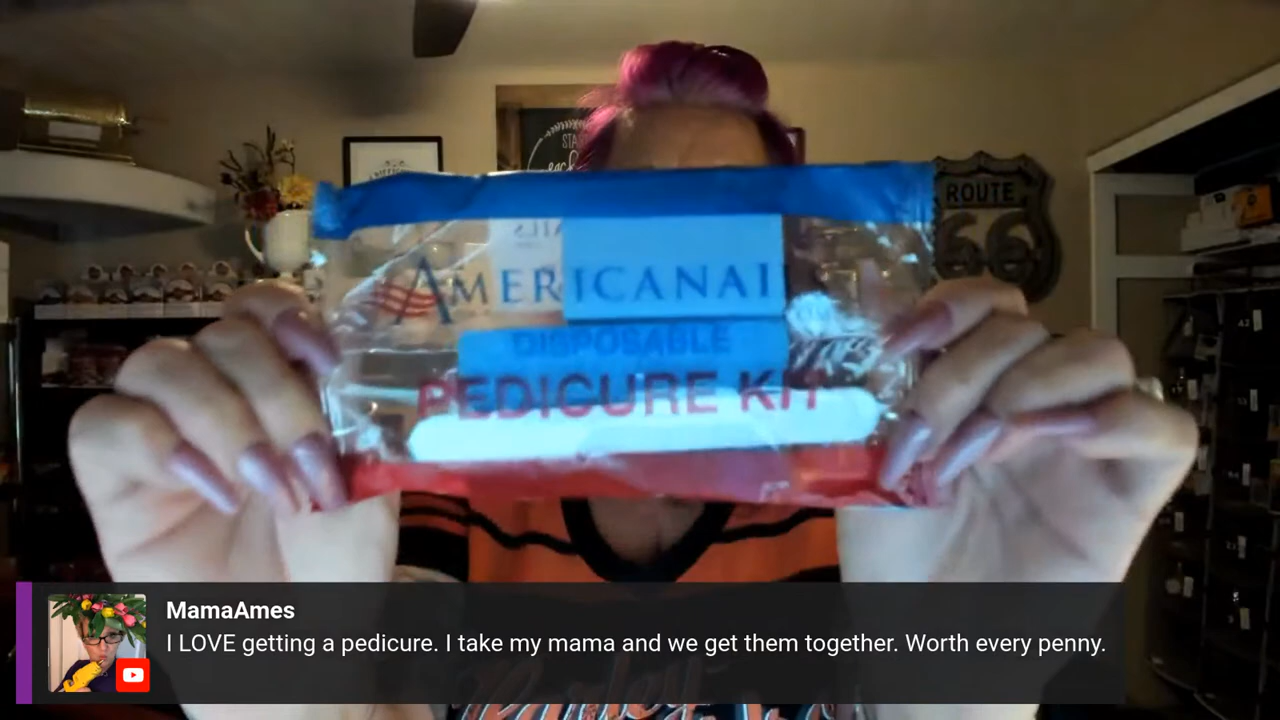 ROUTE
66
AMERICANAIL
DISPOSABLE
PEDICURE KIT
MamaAmes
I LOVE getting a pedicure. I take my mama and we get them together. Worth every penny.